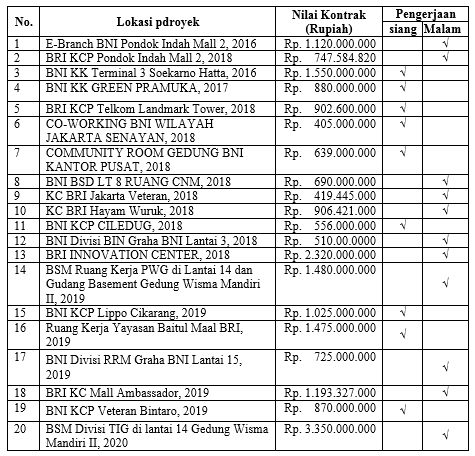 No. Lokasi pdroyek Nilai Kontrak (Rupiah) Pengerjaan
siang Malam
1 E-Branch BNI Pondok Indah Mall 2, 2016 Rp. 1.120.000.000 √
2 BRI KCP Pondok Indah Mall 2, 2018 Rp. 747.584.820 √
3 BNI KK Terminal 3 Soekarno Hatta, 2016 Rp. 1.550.000.000 √
4 BNI KK GREEN PRAMUKA, 2017 Rp. 880.000.000 √
5 BRI KCP Telkom Landmark Tower, 2018 Rp. 902.600.000 √
6 CO-WORKING BNI WILAYAH Rp. 405.000.000 √
JAKARTA SENAYAN, 2018
7 COMMUNITY ROOM GEDUNG BNI Rp. 639.000.000 √
KANTOR PUSAT, 2018
8 BNI BSD LT 8 RUANG CNM, 2018 Rp. 690.000.000 √
9 KC BRI Jakarta Veteran, 2018 Rp. 419.445.000 √
10 KC BRI Hayam Wuruk, 2018 Rp. 906.421.000 √
11 BNI KCP CILEDUG, 2018 Rp. 556.000.000 √
12 BNI Divisi BIN Graha BNI Lantai 3, 2018 Rp. 510.00.0000 √
13 BRI INNOVATION CENTER, 2018 Rp. 2.320.000.000 √
14 BSM Ruang Kerja PWG di Lantai 14 dan Rp. 1.480.000.000
Gudang Basement Gedung Wisma Mandiri √
II, 2019
15 BNI KCP Lippo Cikarang, 2019 Rp. 1.025.000.000 √
16 Ruang Kerja Yayasan Baitul Maal BRI, Rp. 1.475.000.000 √
2019
17 BNI Divisi RRM Graha BNI Lantai 15, Rp. 725.000.000
2019 √
18 BRI KC Mall Ambassador, 2019 Rp. 1.193.327.000 √
19 BNI KCP Veteran Bintaro, 2019 Rp. 870.000.000 √
20 BSM Divisi TIG di lantai 14 Gedung Wisma Rp. 3.350.000.000 √
Mandiri II, 2020